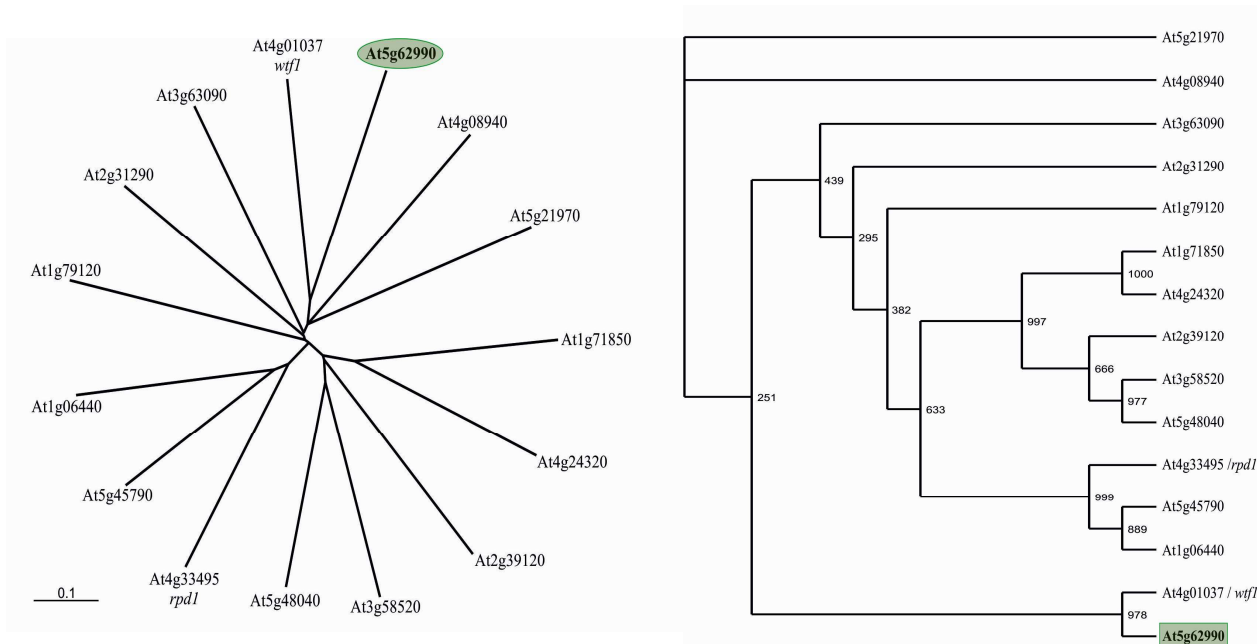 At4g01037
wtf1
At5g62990
At3g63090
At4g08940
At2g31290
At5g21970
At1g79120
At1g71850
At1g06440
At4g24320
At5g45790
At2g39120
At4g33495
rpd1
At5g48040
At3g58520
0.1
At5g21970
At4g08940
At3g63090
439
At2g31290
295
At1g79120
382
At1g71850
1000
At4g24320
997
At2g39120
666
At3g58520
977
At5g48040
251
633
At4g33495 /rpd1
999
At5g45790
889
At1g06440
At4g01037 / wtf1
978
At5g62990